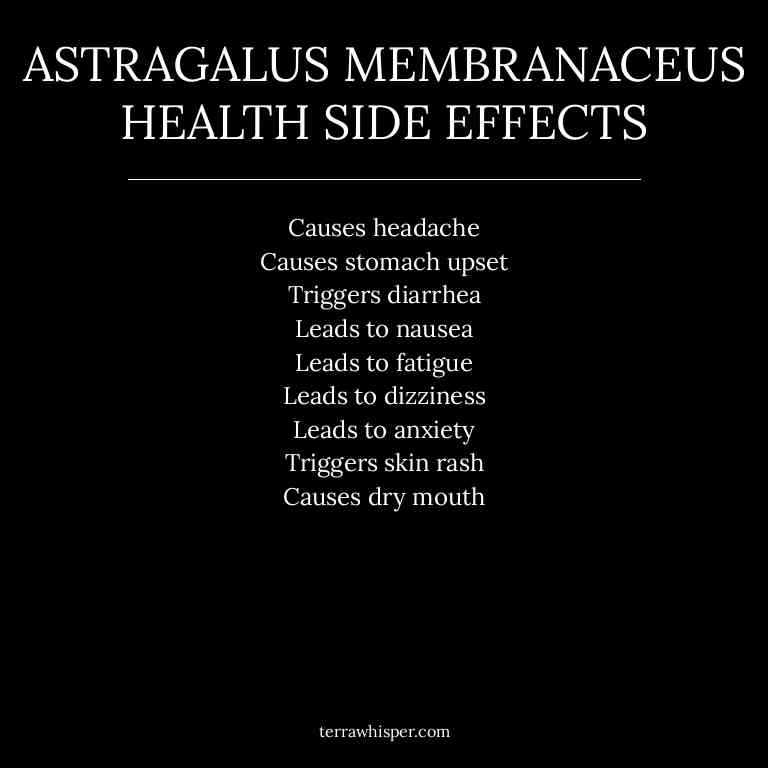 ASTRAGALUS MEMBRANACEUS
HEALTH SIDE EFFECTS
Causes headache
Causes stomach upset
Triggers diarrhea
Leads to nausea
Leads to fatigue
Leads to dizziness
Leads to anxiety
Triggers skin rash
Causes dry mouth
terrawhisper.com